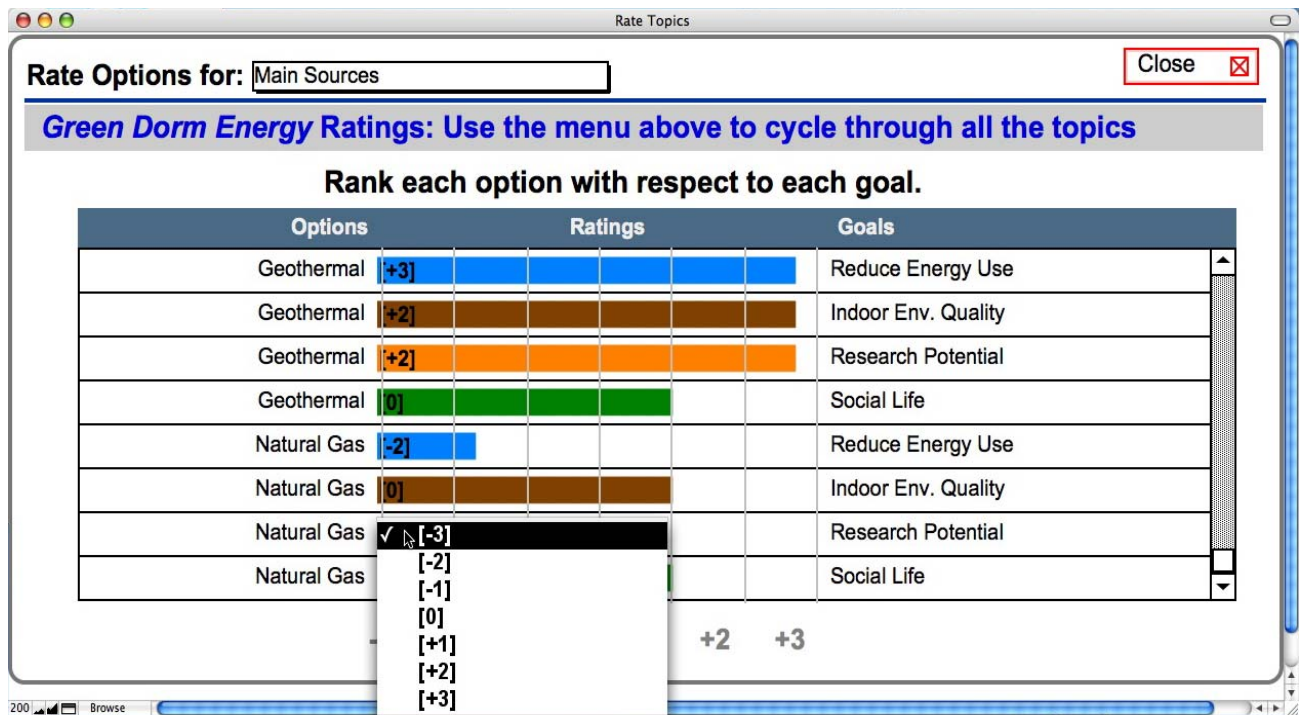 Rate Topics
Rate Options for: Main Sources
Close
Green Dorm Energy Ratings: Use the menu above to cycle through all the topics
Rank each option with respect to each goal.
Options Ratings Goals
Geothermal [+3] Reduce Energy Use
Geothermal [+2] Indoor Env. Quality
Geothermal [+2] Research Potential
Geothermal [0] Social Life
Natural Gas [-2] Reduce Energy Use
Natural Gas [0] Indoor Env. Quality
Natural Gas √ [-3] Research Potential
[-2]
Natural Gas [-1] Social Life
[0]
[+1] +2 +3
[+2]
[+3]
200 Browse